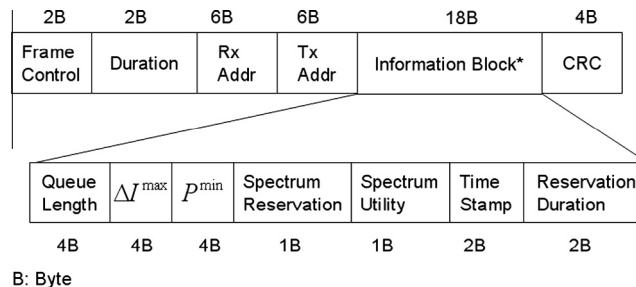 2B 2B 6B 6B 18B 4B
Frame Control Duration Rx Addr Tx Addr Information Block* CRC
Queue Length ΔI^max P^min Spectrum Reservation Spectrum Utility Time Stamp Reservation Duration
4B 4B 4B 1B 1B 2B 2B
B: Byte